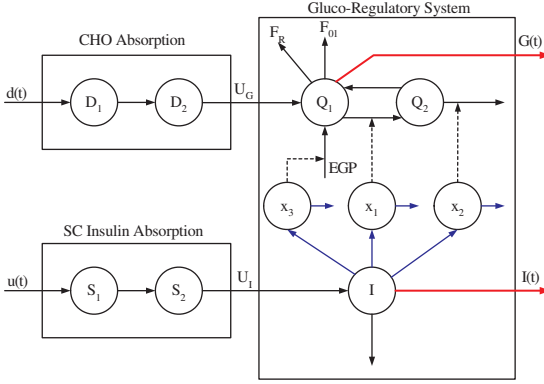 Gluco-Regulatory System
F_R F_01 G(t)
CHO Absorption
d(t) D_1 D_2 U_G Q_1 Q_2
EGP
x_3 x_1 x_2
SC Insulin Absorption
u(t) S_1 S_2 U_I I I(t)